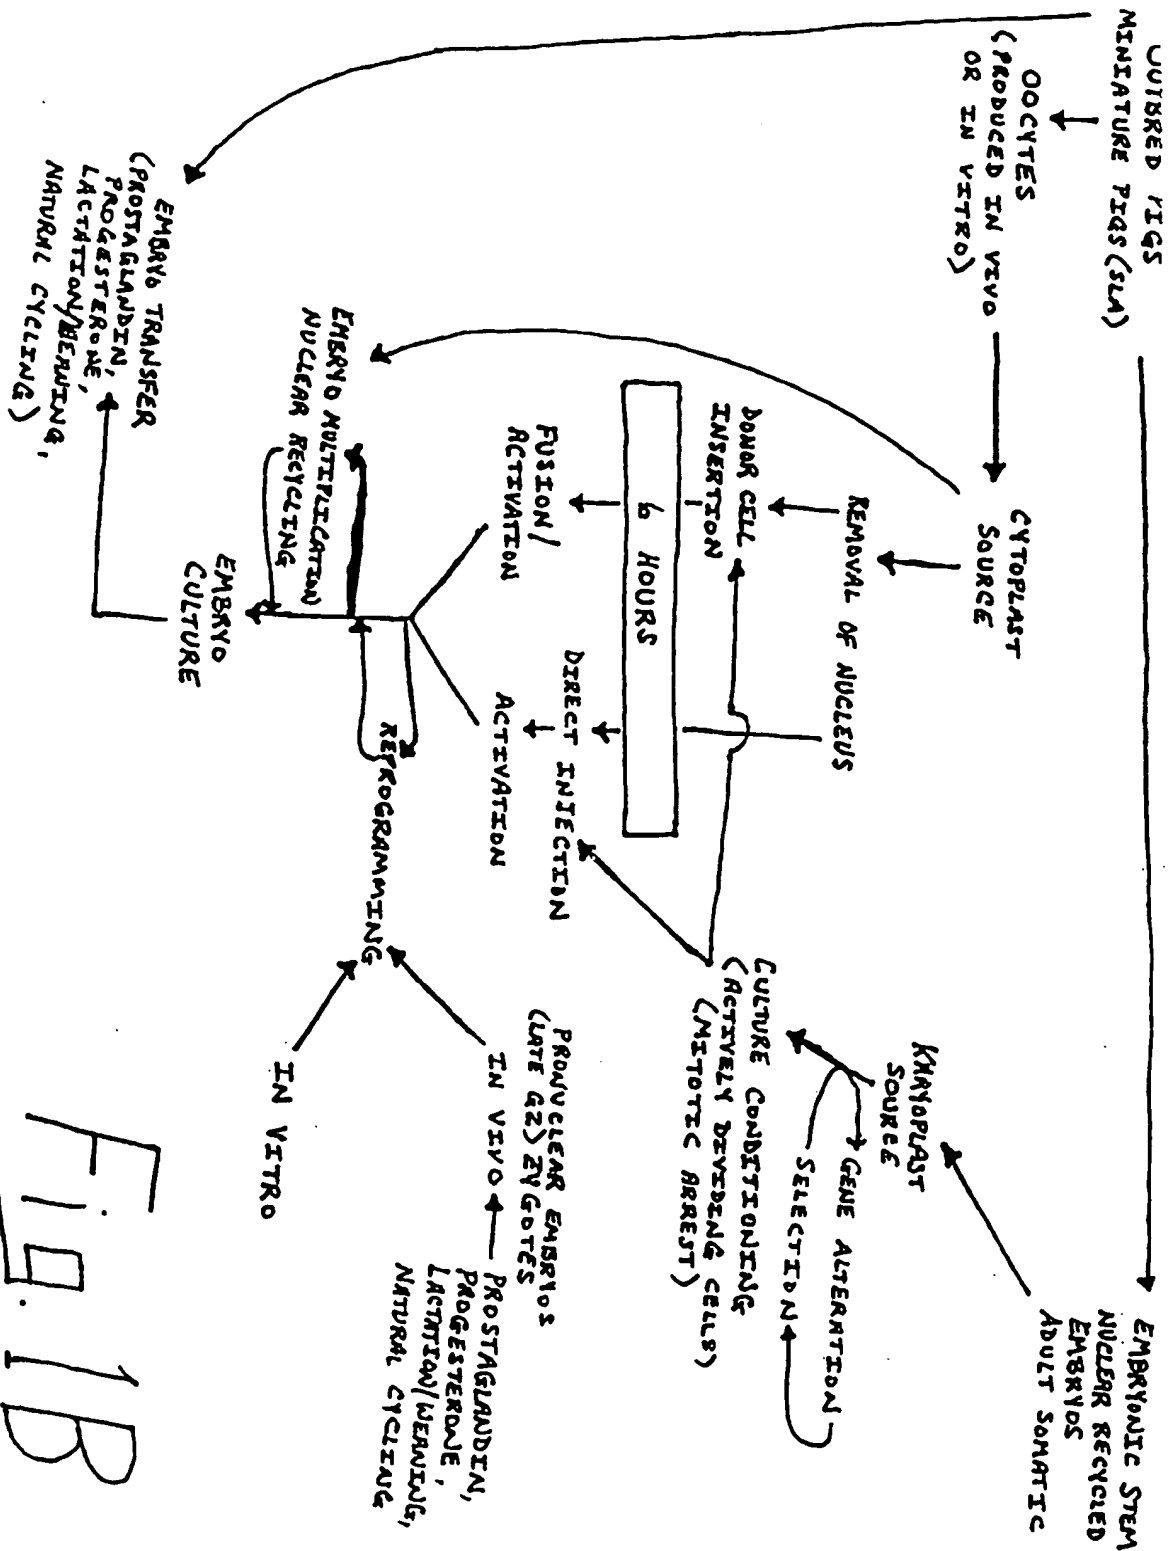 OUTBRED PIGS
MINIATURE PIGS (SLA)
OOCYTES
(PRODUCED IN VIVO
OR IN VITRO)
CYTOPLAST
SOURCE
REMOVAL OF NUCLEUS
DONOR CELL
INSERTION
6 HOURS
FUSION/
ACTIVATION
DIRECT INJECTION
ACTIVATION
EMBRYO MULTIPLICATION
NUCLEAR RECYCLING
EMBRYO
CULTURE
EMBRYO TRANSFER
(PROSTAGLANDIN,
PROGESTERONE,
LACTATION/WEANING,
NATURAL CYCLING)
EMBRYONIC STEM
NUCLEAR RECYCLED
EMBRYOS
ADULT SOMATIC
KHAYOPLAST
SOURCE
GENE ALTERATION
SELECTION
CULTURE CONDITIONING
(ACTIVELY DIVIDING CELLS)
(MITOTIC ARREST)
REPROGRAMMING
PRONUCLEAR EMBRYOS
(LATE G2) ZYGOTES
IN VIVO
PROSTAGLANDIN,
PROGESTERONE,
LACTATION/WEANING,
NATURAL CYCLING
IN VITRO
Fig. 1B